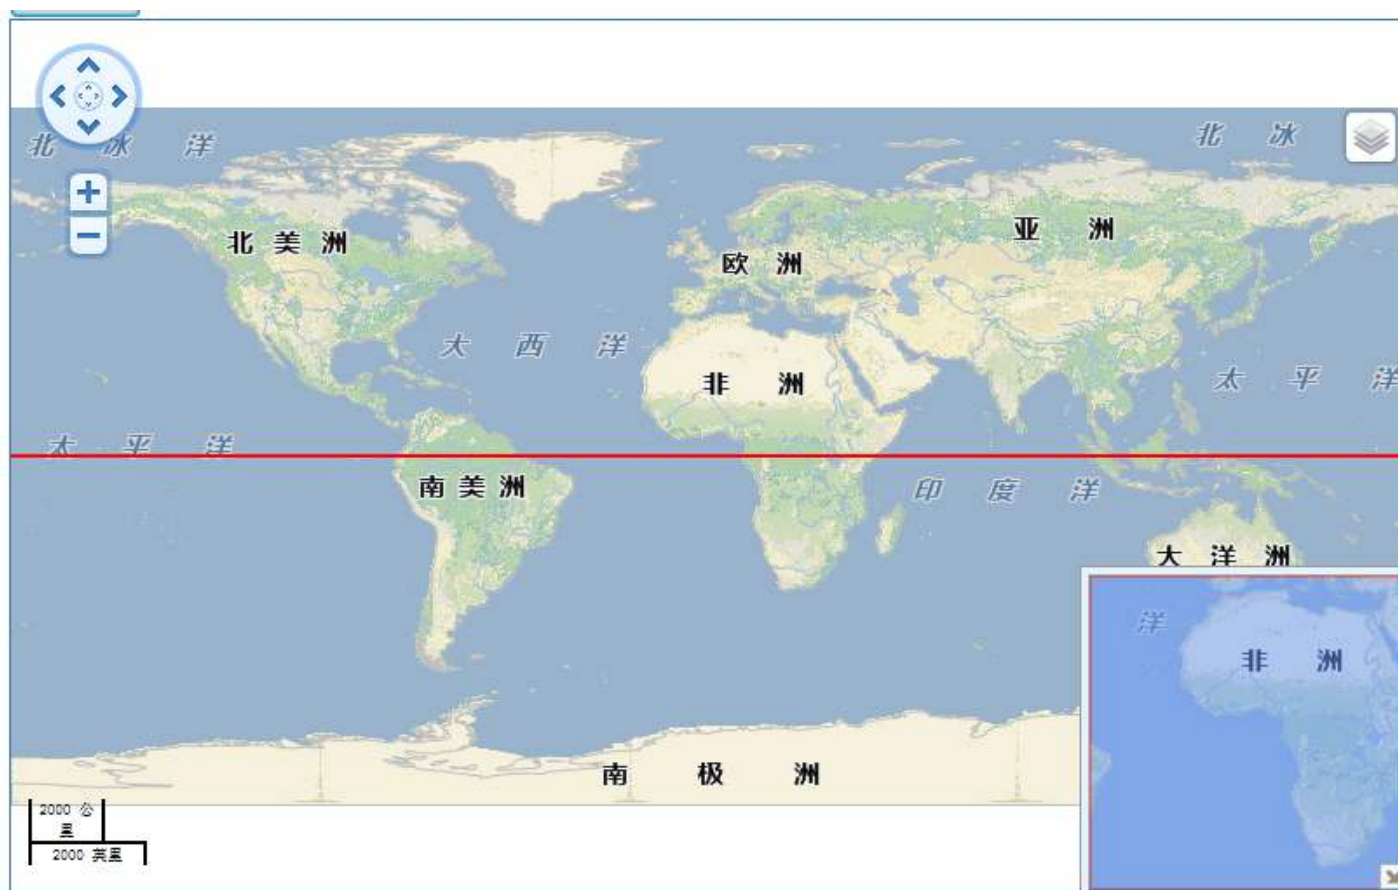 北 冰 洋
北 冰
北 美 洲
亚 洲
欧 洲
大 西 洋
非 洲
太 平 洋
太 平 洋
南 美 洲
印 度 洋
大 洋 洲
洋
非 洲
南 极 洲
2000 公
里
2000 英里